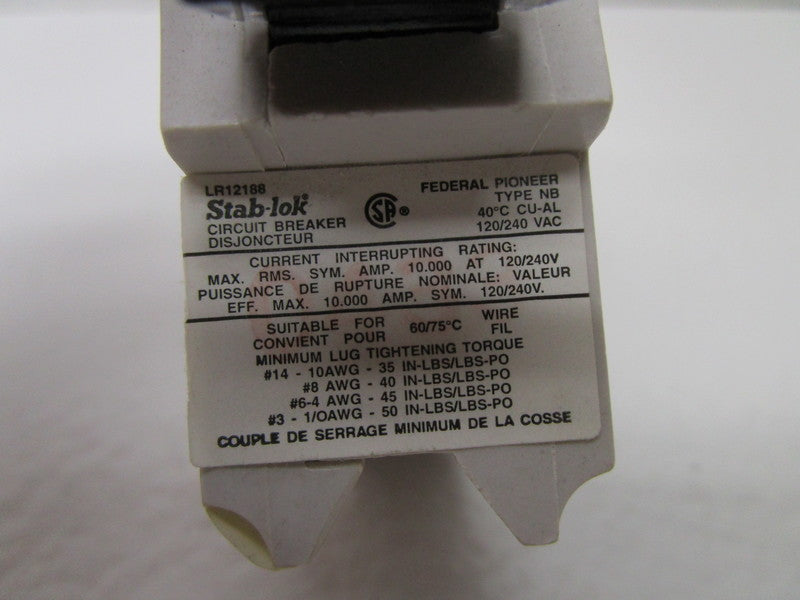 LR12188
Stab-lok®
CIRCUIT BREAKER
DISJONCTEUR
SA®
FEDERAL PIONEER
TYPE NB
40°C CU-AL
120/240 VAC
CURRENT INTERRUPTING RATING:
MAX. RMS. SYM. AMP. 10.000 AT 120/240V
PUISSANCE DE RUPTURE NOMINALE: VALEUR
EFF. MAX. 10.000 AMP. SYM. 120/240V.
SUITABLE FOR 60/75°C WIRE
CONVIENT POUR FIL
MINIMUM LUG TIGHTENING TORQUE
#14 - 10AWG - 35 IN-LBS/LBS-PO
#8 AWG - 40 IN-LBS/LBS-PO
#6-4 AWG - 45 IN-LBS/LBS-PO
#3 - 1/OAWG - 50 IN-LBS/LBS-PO
COUPLE DE SERRAGE MINIMUM DE LA COSSE